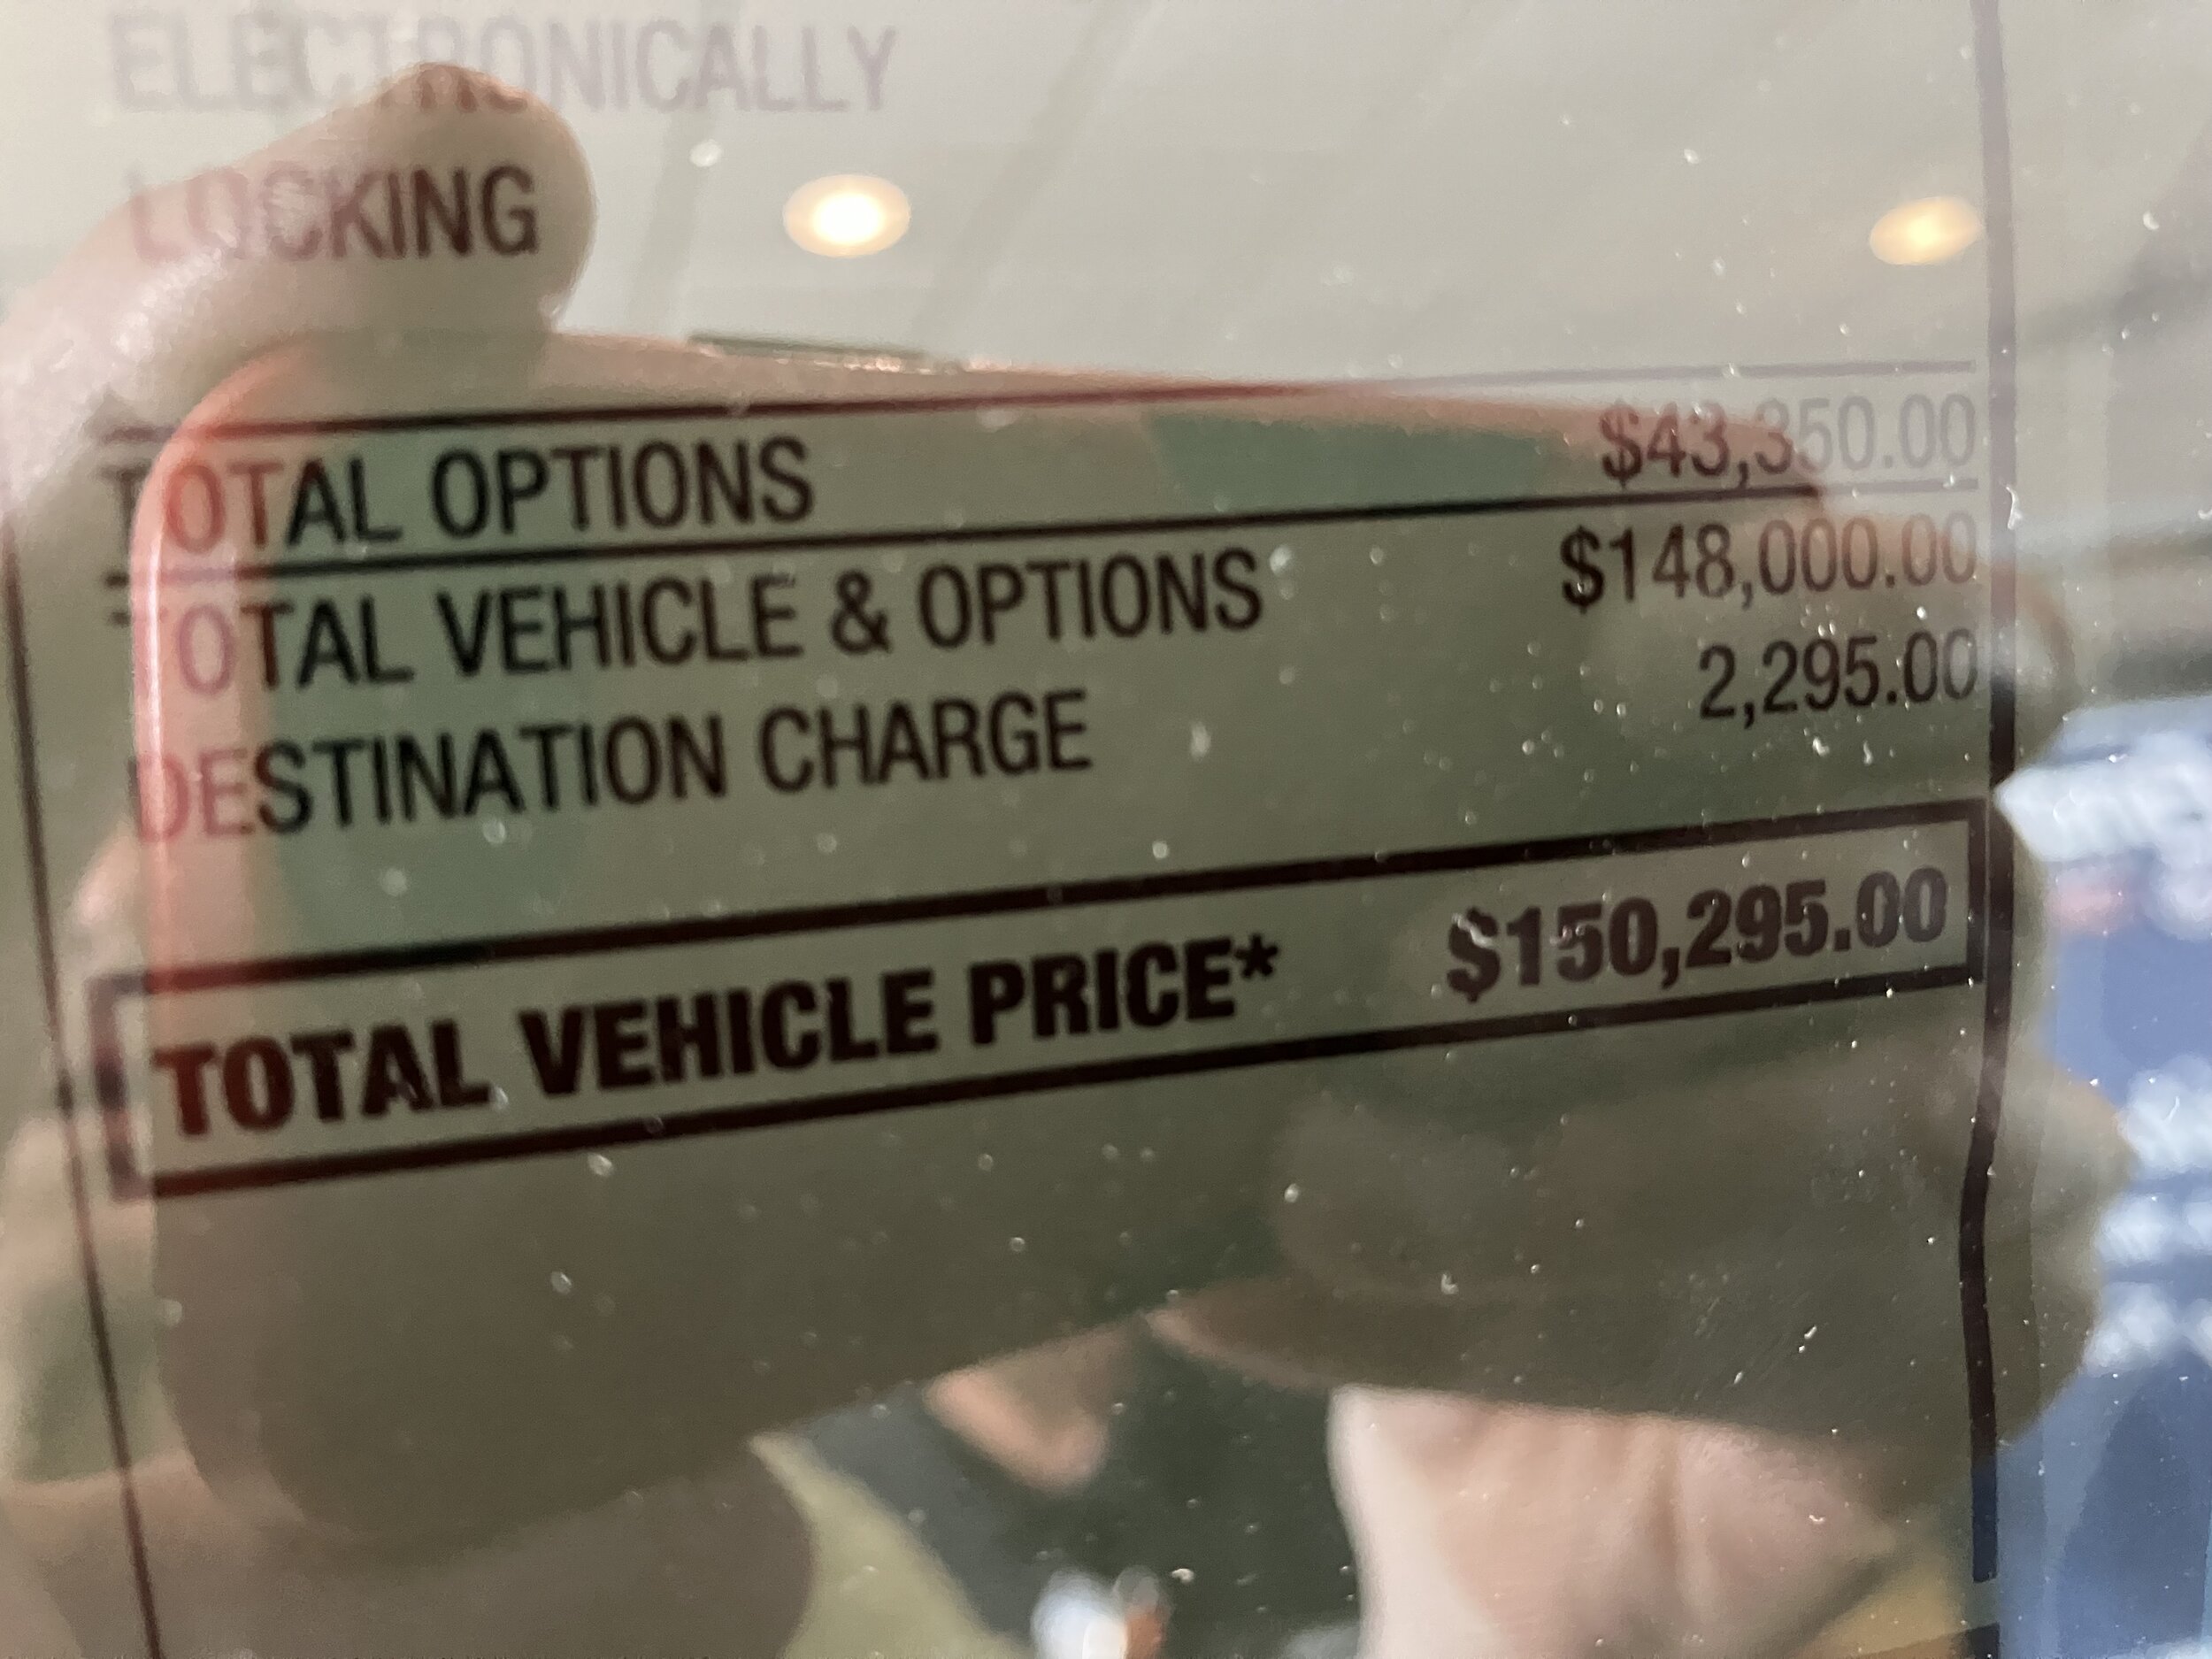 ELECTRONICALLY
LOCKING
TOTAL OPTIONS $43,350.00
TOTAL VEHICLE & OPTIONS $148,000.00
DESTINATION CHARGE 2,295.00
TOTAL VEHICLE PRICE* $150,295.00